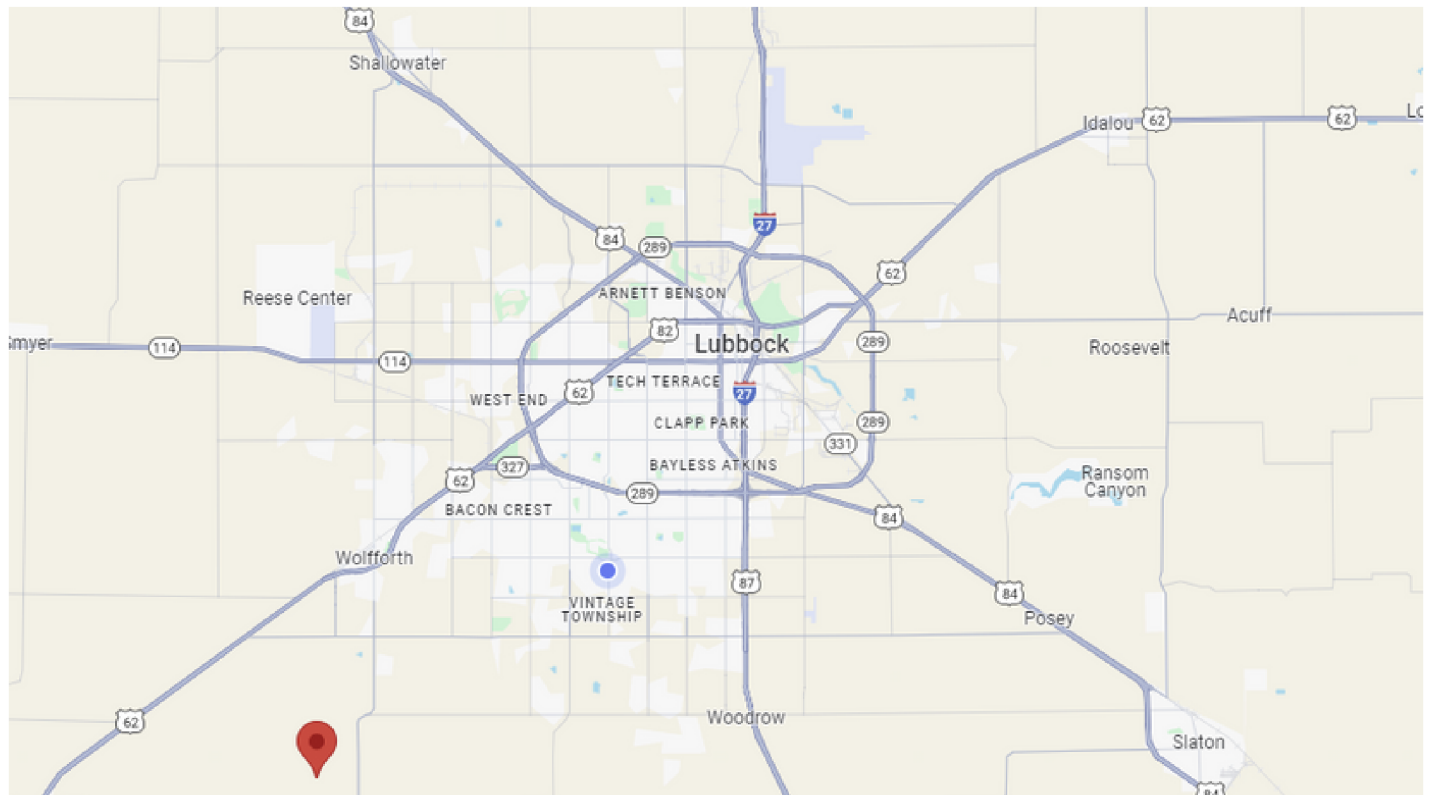 84
Shallowater
Idalou
62
62
Lo
27
84
289
62
Reese Center
ARNETT BENSON
Acuff
82
Smyer
114
Lubbock
289
Roosevelt
114
TECH TERRACE
62
27
WEST END
CLAPP PARK
289
331
BAYLESS ATKINS
327
62
Ransom
Canyon
289
BACON CREST
84
Wolfforth
87
84
VINTAGE
TOWNSHIP
Posey
62
Woodrow
Slaton
84